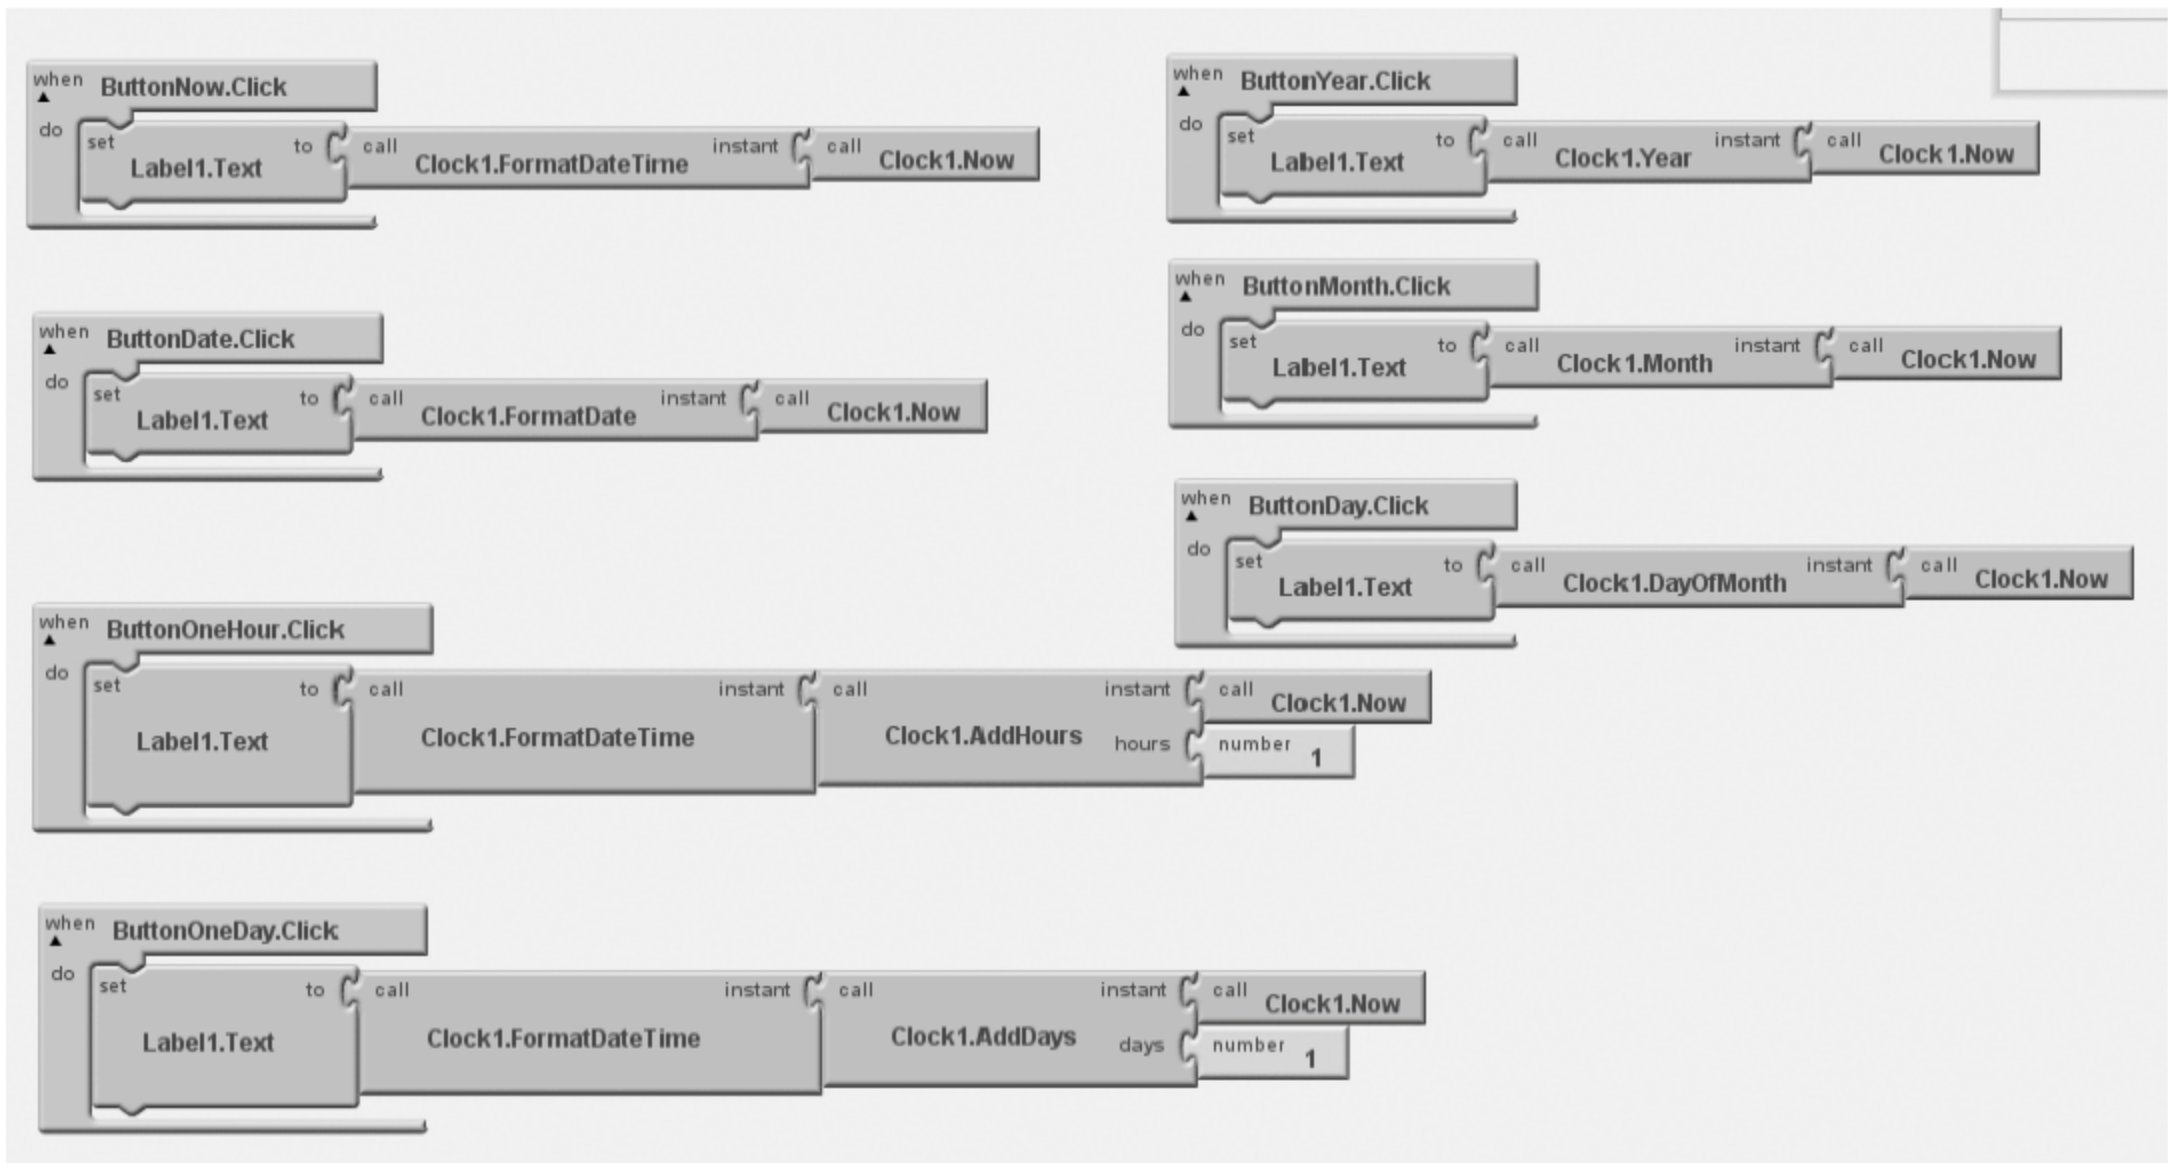 when ButtonNow.Click
do set Label1.Text to call Clock1.FormatDateTime instant call Clock1.Now
when ButtonDate.Click
do set Label1.Text to call Clock1.FormatDate instant call Clock1.Now
when ButtonOneHour.Click
do set Label1.Text to call Clock1.FormatDateTime instant call Clock1.AddHours instant call Clock1.Now
hours number 1
when ButtonOneDay.Click
do set Label1.Text to call Clock1.FormatDateTime instant call Clock1.AddDays instant call Clock1.Now
days number 1
when ButtonYear.Click
do set Label1.Text to call Clock1.Year instant call Clock1.Now
when ButtonMonth.Click
do set Label1.Text to call Clock1.Month instant call Clock1.Now
when ButtonDay.Click
do set Label1.Text to call Clock1.DayOfMonth instant call Clock1.Now